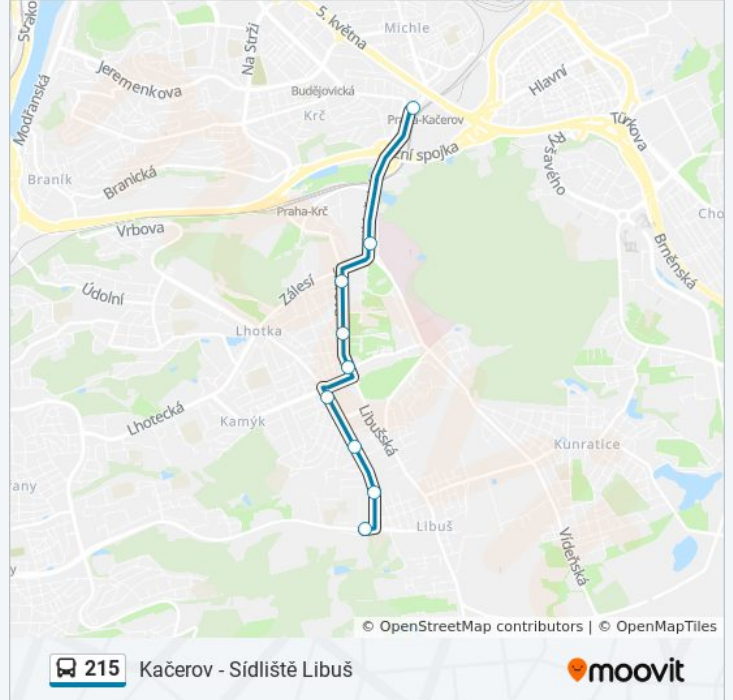 Svako
5. května
Michle
Na Strži
Jeremenkova
Hlavní
Modřanská
Budějovická
Krč
Praha-Kačerov
Türkova
žní spojka
Ryšavého
Braník
Branická
Praha-Krč
Cho
Vrbova
Brněnská
Zálesí
Údolní
Lhotka
Lhotecká
Kamýk
Libušská
Kunratice
any
Libuš
Vídeňská
y
© OpenStreetMap contributors | © OpenMapTiles
215 Kačerov - Sídliště Libuš
moovit